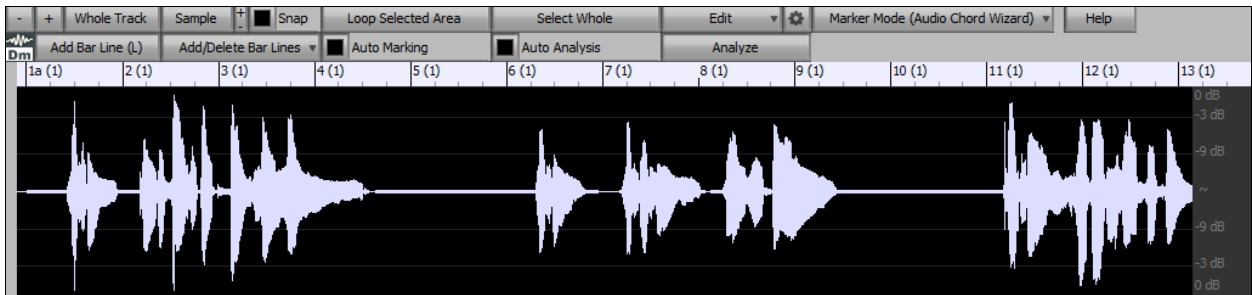 - + Whole Track Sample + - Snap Loop Selected Area Select Whole Edit Marker Mode (Audio Chord Wizard) Help
Dm Add Bar Line (L) Add/Delete Bar Lines Auto Marking Auto Analysis Analyze
1a (1) 2 (1) 3 (1) 4 (1) 5 (1) 6 (1) 7 (1) 8 (1) 9 (1) 10 (1) 11 (1) 12 (1) 13 (1)
0 dB
-3 dB
-9 dB
~
-9 dB
-3 dB
0 dB